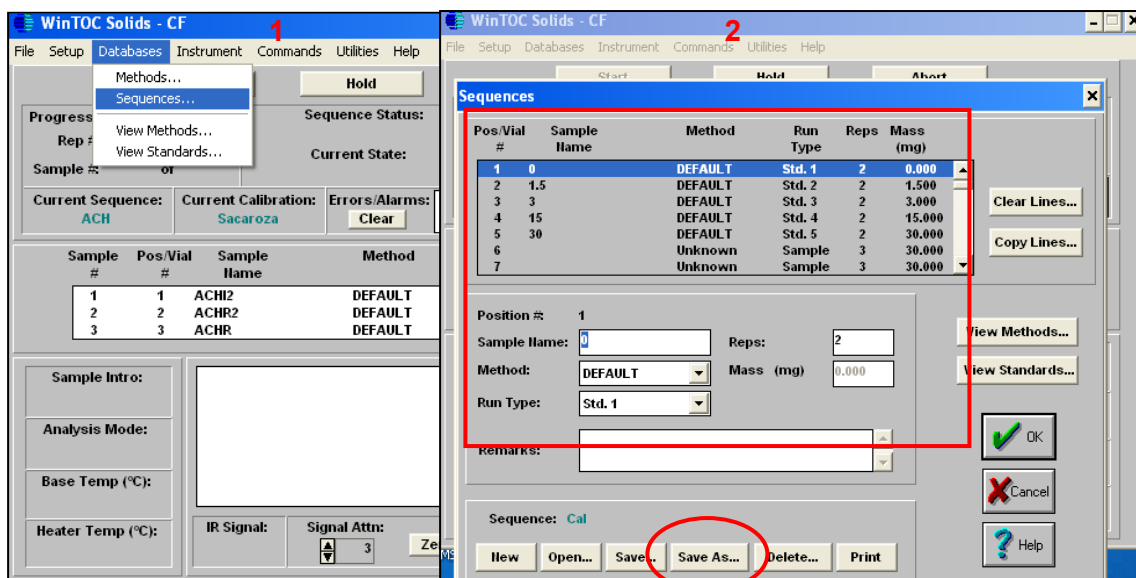 WinTOC Solids - CF
1
File Setup Databases Instrument Commands Utilities Help
Methods...
Sequences...
View Methods...
View Standards...
Hold
Progress
Rep #
Sample #: of
Sequence Status:
Current State:
Current Sequence:
ACH
Current Calibration:
Sacaroza
Errors/Alarms:
Clear
Sample # Pos/Vial # Sample Name Method
1 1 ACHI2 DEFAULT
2 2 ACHR2 DEFAULT
3 3 ACHR DEFAULT
Sample Intro:
Analysis Mode:
Base Temp (°C):
Heater Temp (°C):
IR Signal:
Signal Attn:
3
Ze
WinTOC Solids - CF
2
File Setup Databases Instrument Commands Utilities Help
Start Hold Abort
Sequences
Pos/Vial # Sample Name Method Run Type Reps Mass (mg)
1 0 DEFAULT Std. 1 2 0.000
2 1.5 DEFAULT Std. 2 2 1.500
3 3 DEFAULT Std. 3 2 3.000
4 15 DEFAULT Std. 4 2 15.000
5 30 DEFAULT Std. 5 2 30.000
6 Unknown Sample 3 30.000
7 Unknown Sample 3 30.000
Clear Lines...
Copy Lines...
Position #: 1
Sample Name: 0 Reps: 2
Method: DEFAULT Mass (mg) 0.000
Run Type: Std. 1
Remarks:
View Methods...
View Standards...
OK
Cancel
Help
Sequence: Cal
New Open... Save... Save As... Delete... Print